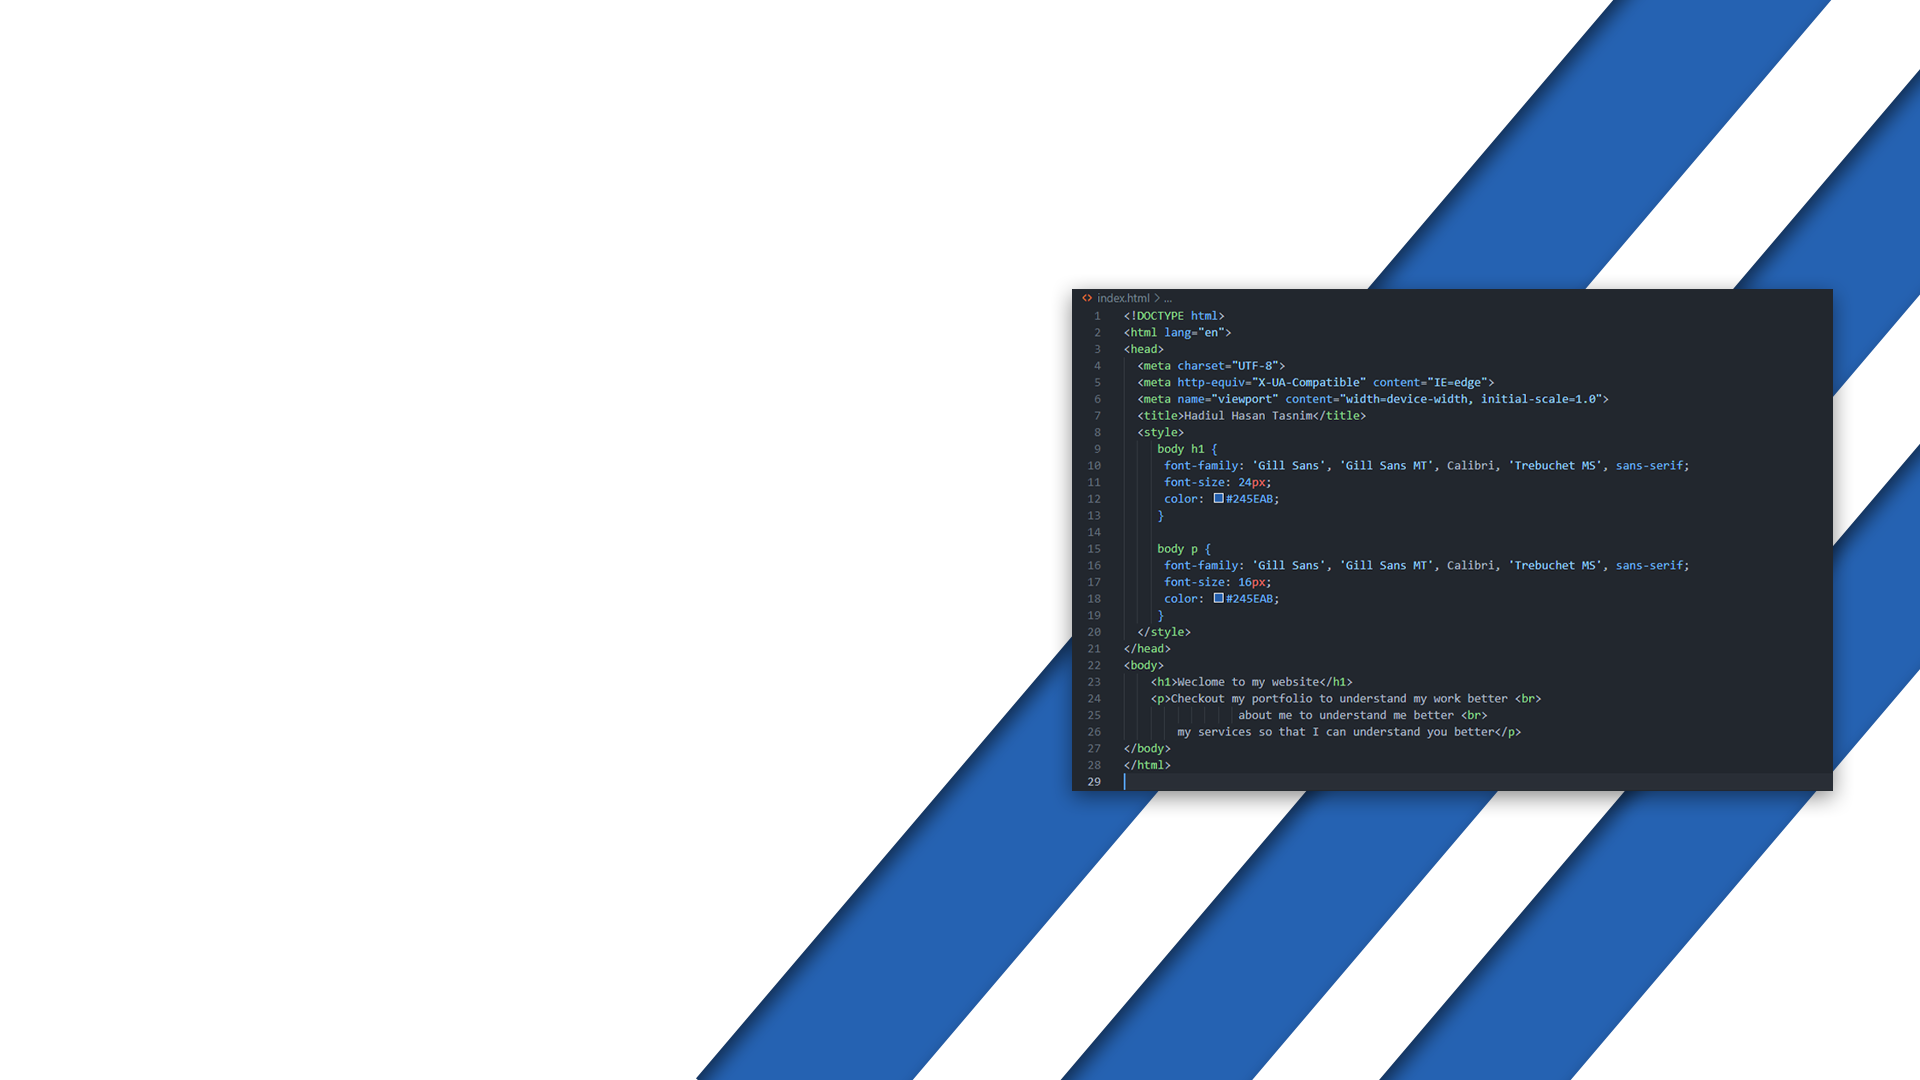 index.html > ...
1 <!DOCTYPE html>
2 <html lang="en">
3 <head>
4 <meta charset="UTF-8">
5 <meta http-equiv="X-UA-Compatible" content="IE=edge">
6 <meta name="viewport" content="width=device-width, initial-scale=1.0">
7 <title>Hadiul Hasan Tasnim</title>
8 <style>
9 body h1 {
10 font-family: 'Gill Sans', 'Gill Sans MT', Calibri, 'Trebuchet MS', sans-serif;
11 font-size: 24px;
12 color: #245EAB;
13 }
14
15 body p {
16 font-family: 'Gill Sans', 'Gill Sans MT', Calibri, 'Trebuchet MS', sans-serif;
17 font-size: 16px;
18 color: #245EAB;
19 }
20 </style>
21 </head>
22 <body>
23 <h1>Weclome to my website</h1>
24 <p>Checkout my portfolio to understand my work better <br>
25 about me to understand me better <br>
26 my services so that I can understand you better</p>
27 </body>
28 </html>
29